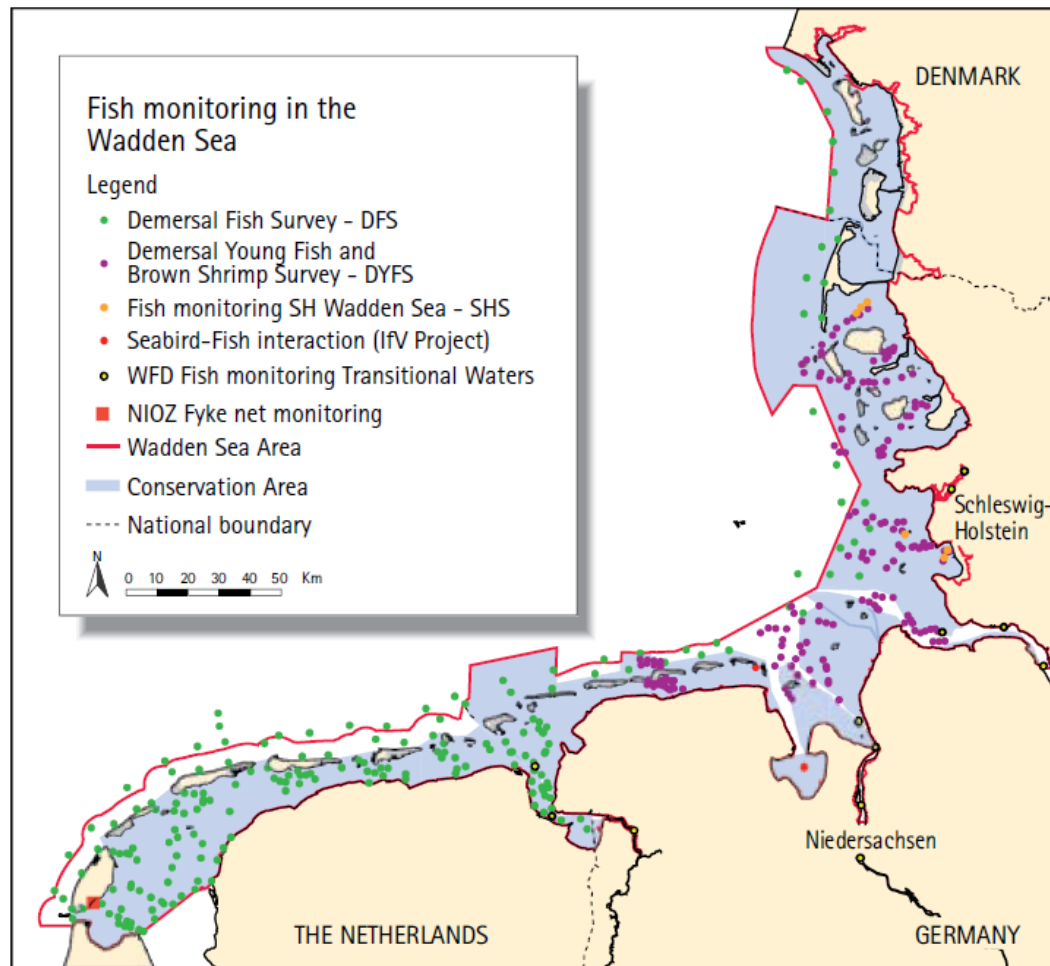 Fish monitoring in the
Wadden Sea
Legend
Demersal Fish Survey - DFS
Demersal Young Fish and
Brown Shrimp Survey - DYFS
Fish monitoring SH Wadden Sea - SHS
Seabird-Fish interaction (IfV Project)
WFD Fish monitoring Transitional Waters
NIOZ Fyke net monitoring
Wadden Sea Area
Conservation Area
National boundary
N
0 10 20 30 40 50 Km
DENMARK
Schleswig-
Holstein
Niedersachsen
THE NETHERLANDS
GERMANY